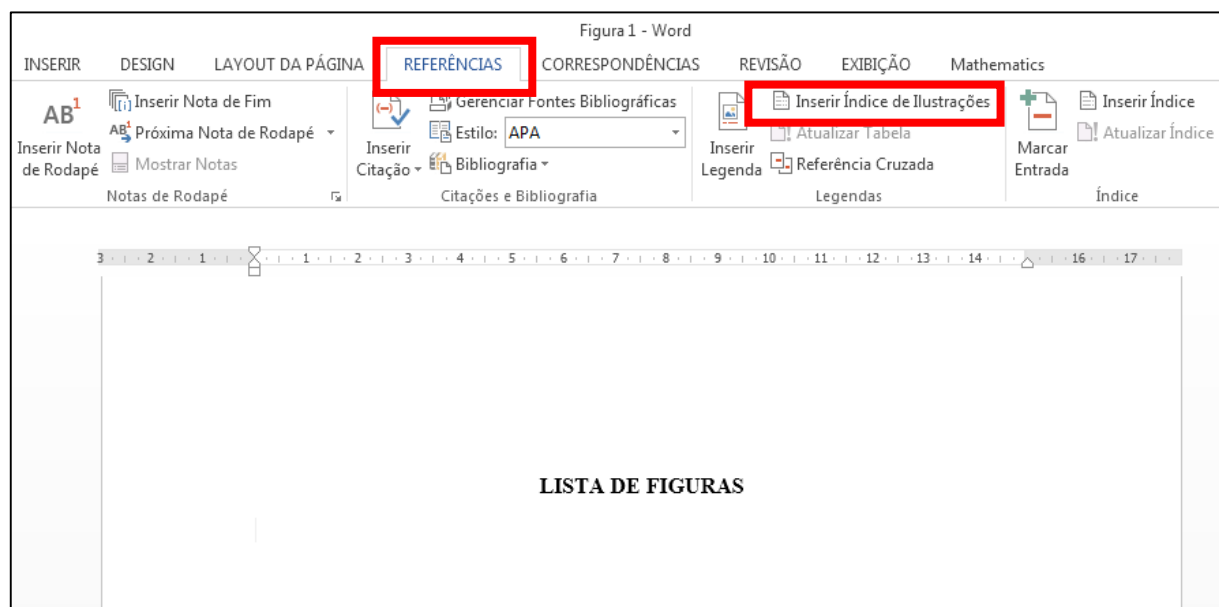 Figura 1 - Word
INSERIR DESIGN LAYOUT DA PÁGINA REFERÊNCIAS CORRESPONDÊNCIAS REVISÃO EXIBIÇÃO Mathematics
AB1
Inserir Nota
de Rodapé
Inserir Nota de Fim
Próxima Nota de Rodapé
Mostrar Notas
Notas de Rodapé
Inserir
Citação
Gerenciar Fontes Bibliográficas
Estilo: APA
Bibliografia
Citações e Bibliografia
Inserir
Legenda
Inserir Índice de Ilustrações
Atualizar Tabela
Referência Cruzada
Legendas
Marcar
Entrada
Inserir Índice
Atualizar Índice
Índice
3 2 1 1 2 3 4 5 6 7 8 9 10 11 12 13 14 16 17
LISTA DE FIGURAS